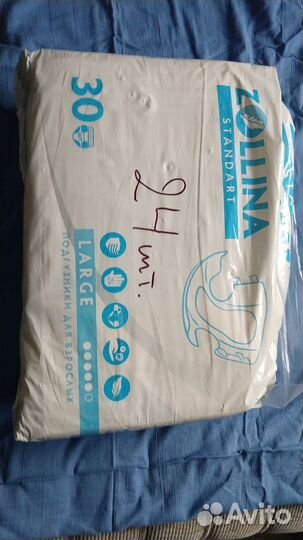 ZOLLINA
STANDART
30
24 шт.
LARGE
ПОДГУЗНИКИ ДЛЯ ВЗРОСЛЫХ
Avito